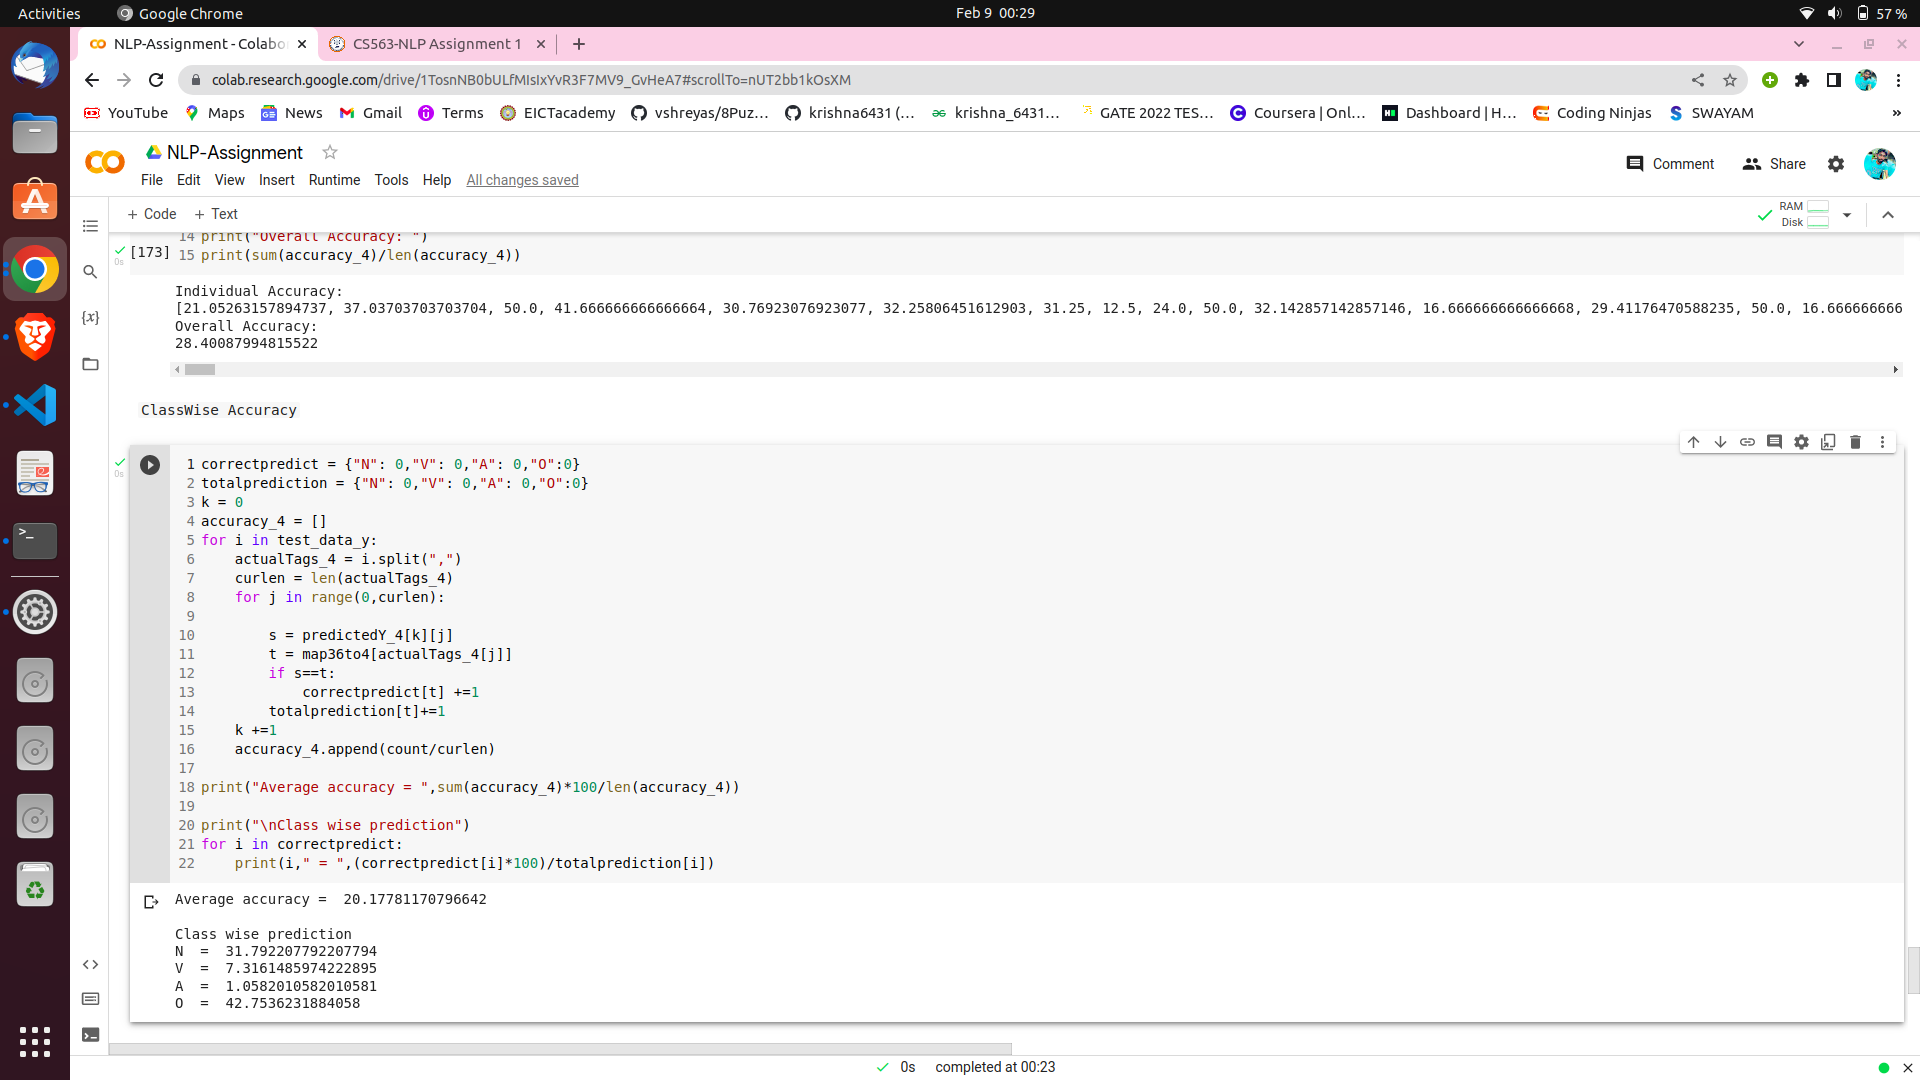 Activities Google Chrome Feb 9 00:29 57 %
NLP-Assignment - Colabo CS563-NLP Assignment 1
colab.research.google.com/drive/1TosnNB0bULfMIsIxYvR3F7MV9_GvHeA7#scrollTo=nUT2bb1kOsXM
YouTube Maps News Gmail Terms EICTacademy vshreyas/8Puz... krishna6431 (... krishna_6431... GATE 2022 TES... Coursera | Onl... Dashboard | H... Coding Ninjas SWAYAM »
NLP-Assignment
Comment Share
File Edit View Insert Runtime Tools Help All changes saved
+ Code + Text RAM Disk
14 print("Overall Accuracy: ")
[173] 15 print(sum(accuracy_4)/len(accuracy_4))
0s
Individual Accuracy:
[21.05263157894737, 37.03703703703704, 50.0, 41.666666666666664, 30.76923076923077, 32.25806451612903, 31.25, 12.5, 24.0, 50.0, 32.142857142857146, 16.666666666666668, 29.41176470588235, 50.0, 16.666666666
Overall Accuracy:
28.40087994815522
ClassWise Accuracy
0s
1 correctpredict = {"N": 0,"V": 0,"A": 0,"O":0}
2 totalprediction = {"N": 0,"V": 0,"A": 0,"O":0}
3 k = 0
4 accuracy_4 = []
5 for i in test_data_y:
6     actualTags_4 = i.split(",")
7     curlen = len(actualTags_4)
8     for j in range(0,curlen):
9
10         s = predictedY_4[k][j]
11         t = map36to4[actualTags_4[j]]
12         if s==t:
13             correctpredict[t] +=1
14         totalprediction[t]+=1
15     k +=1
16     accuracy_4.append(count/curlen)
17
18 print("Average accuracy = ",sum(accuracy_4)*100/len(accuracy_4))
19
20 print("\nClass wise prediction")
21 for i in correctpredict:
22     print(i," = ",(correctpredict[i]*100)/totalprediction[i])
Average accuracy =  20.17781170796642
Class wise prediction
N  =  31.792207792207794
V  =  7.3161485974222895
A  =  1.0582010582010581
O  =  42.7536231884058
0s completed at 00:23